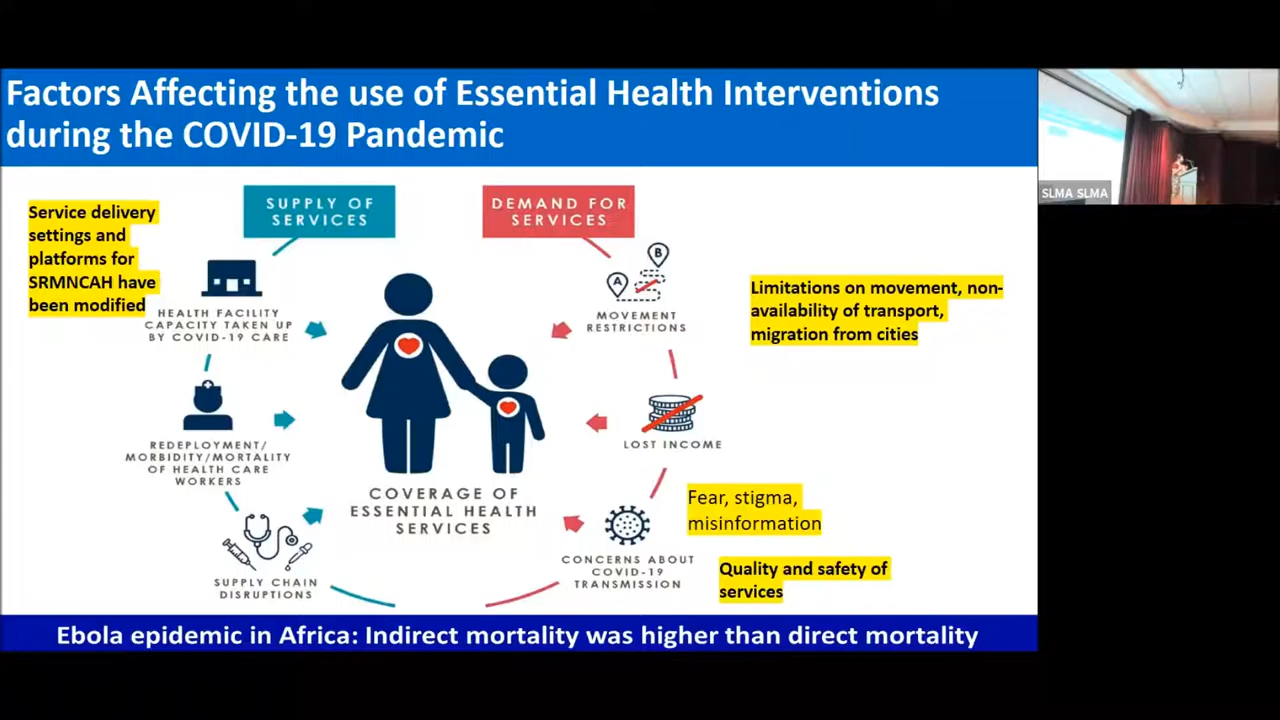 Factors Affecting the use of Essential Health Interventions
during the COVID-19 Pandemic
SLMA SLMA
Service delivery
settings and
platforms for
SRMNCAH have
been modified
SUPPLY OF
SERVICES
HEALTH FACILITY
CAPACITY TAKEN UP
BY COVID-19 CARE
REDEPLOYMENT/
MORBIDITY/MORTALITY
OF HEALTH CARE
WORKERS
SUPPLY CHAIN
DISRUPTIONS
COVERAGE OF
ESSENTIAL HEALTH
SERVICES
DEMAND FOR
SERVICES
A
B
MOVEMENT
RESTRICTIONS
Limitations on movement, non-
availability of transport,
migration from cities
LOST INCOME
Fear, stigma,
misinformation
CONCERNS ABOUT
COVID-19
TRANSMISSION
Quality and safety of
services
Ebola epidemic in Africa: Indirect mortality was higher than direct mortality